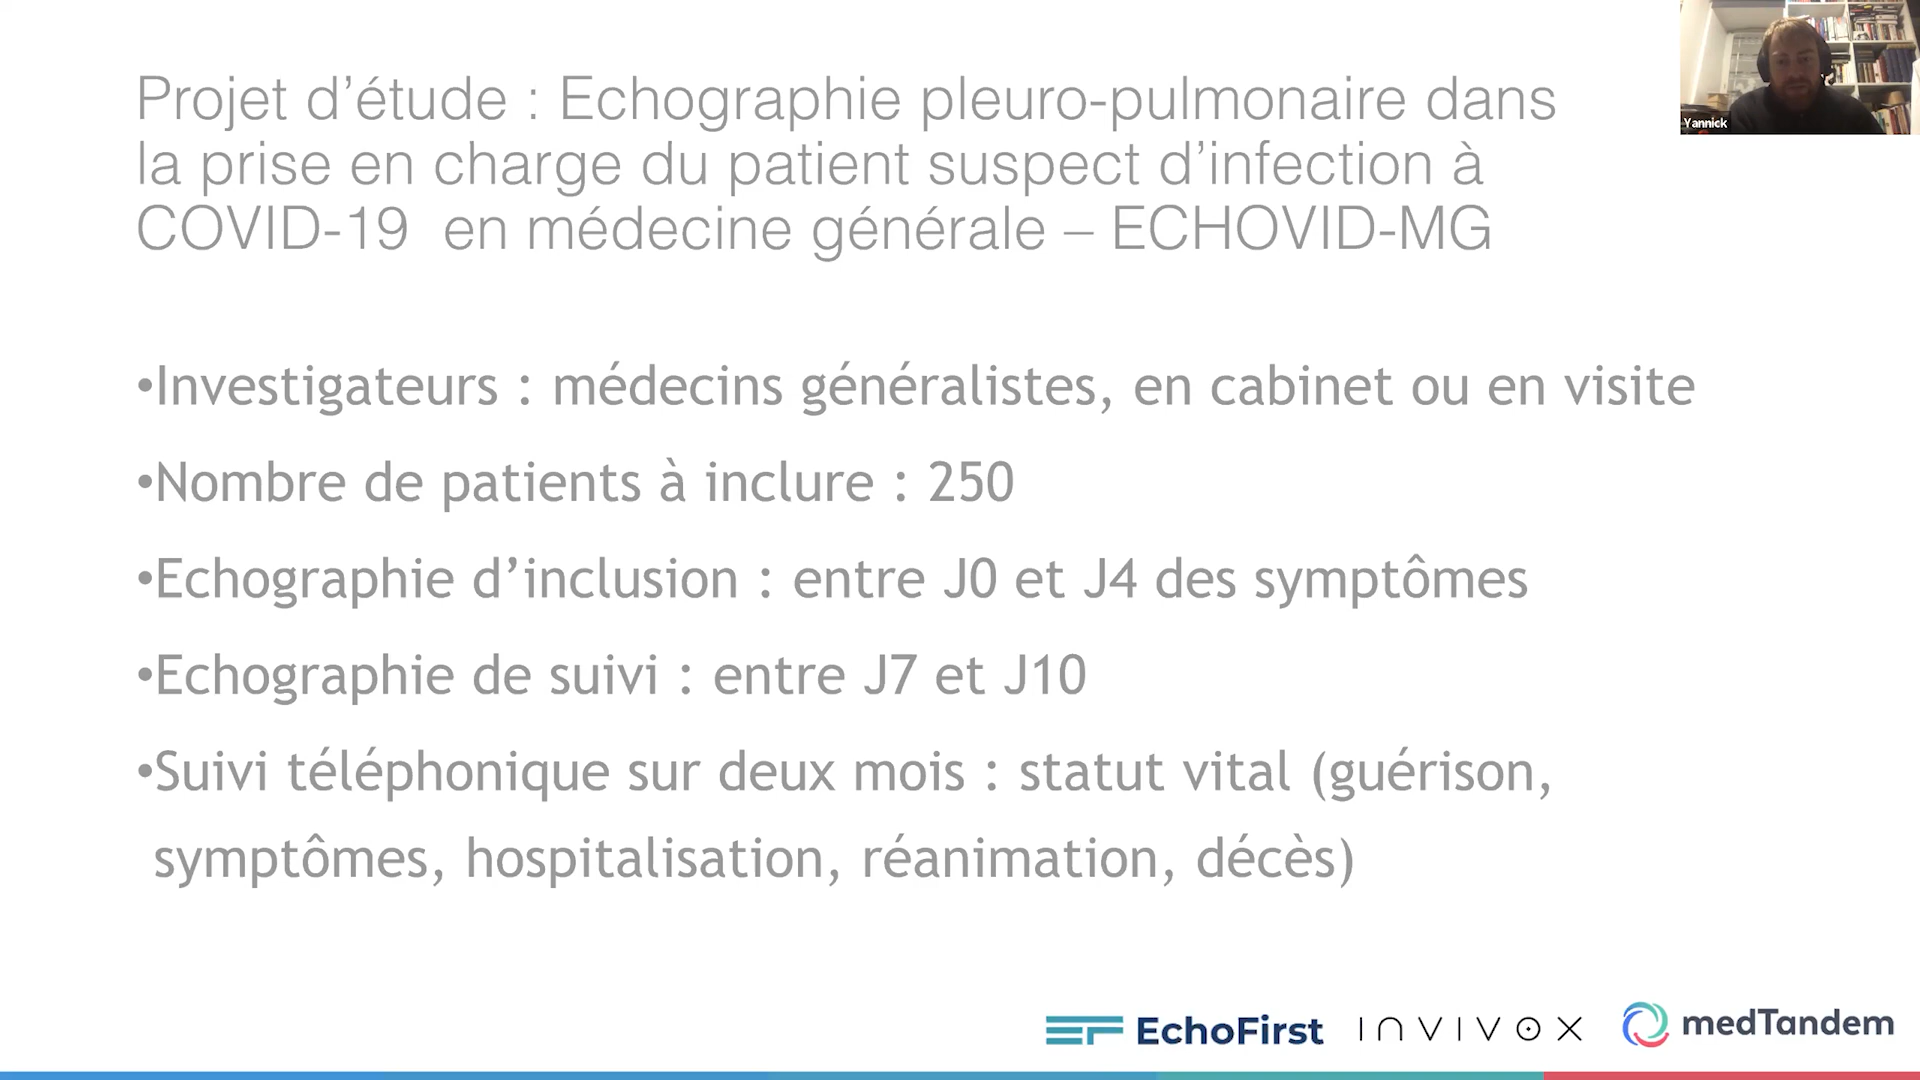 Projet d’étude : Echographie pleuro-pulmonaire dans
la prise en charge du patient suspect d’infection à
COVID-19 en médecine générale – ECHOVID-MG
Yannick
•Investigateurs : médecins généralistes, en cabinet ou en visite
•Nombre de patients à inclure : 250
•Echographie d’inclusion : entre J0 et J4 des symptômes
•Echographie de suivi : entre J7 et J10
•Suivi téléphonique sur deux mois : statut vital (guérison,
symptômes, hospitalisation, réanimation, décès)
EchoFirst INVIVOX medTandem